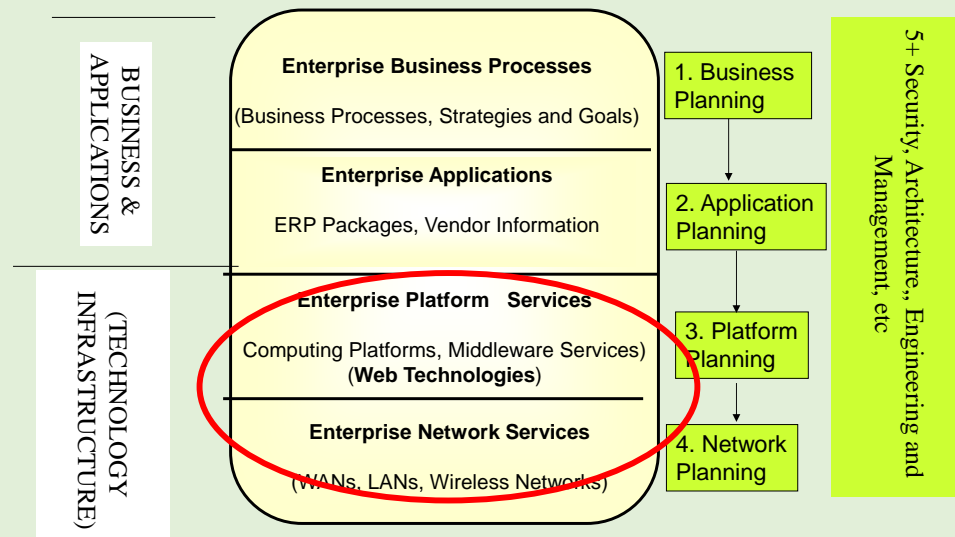 BUSINESS &
APPLICATIONS
(TECHNOLOGY
INFRASTRUCTURE)
Enterprise Business Processes
(Business Processes, Strategies and Goals)
Enterprise Applications
ERP Packages, Vendor Information
Enterprise Platform   Services
Computing Platforms, Middleware Services)
(Web Technologies)
Enterprise Network Services
(WANs, LANs, Wireless Networks)
1. Business
Planning
2. Application
Planning
3. Platform
Planning
4. Network
Planning
5+ Security, Architecture,, Engineering and
Management, etc